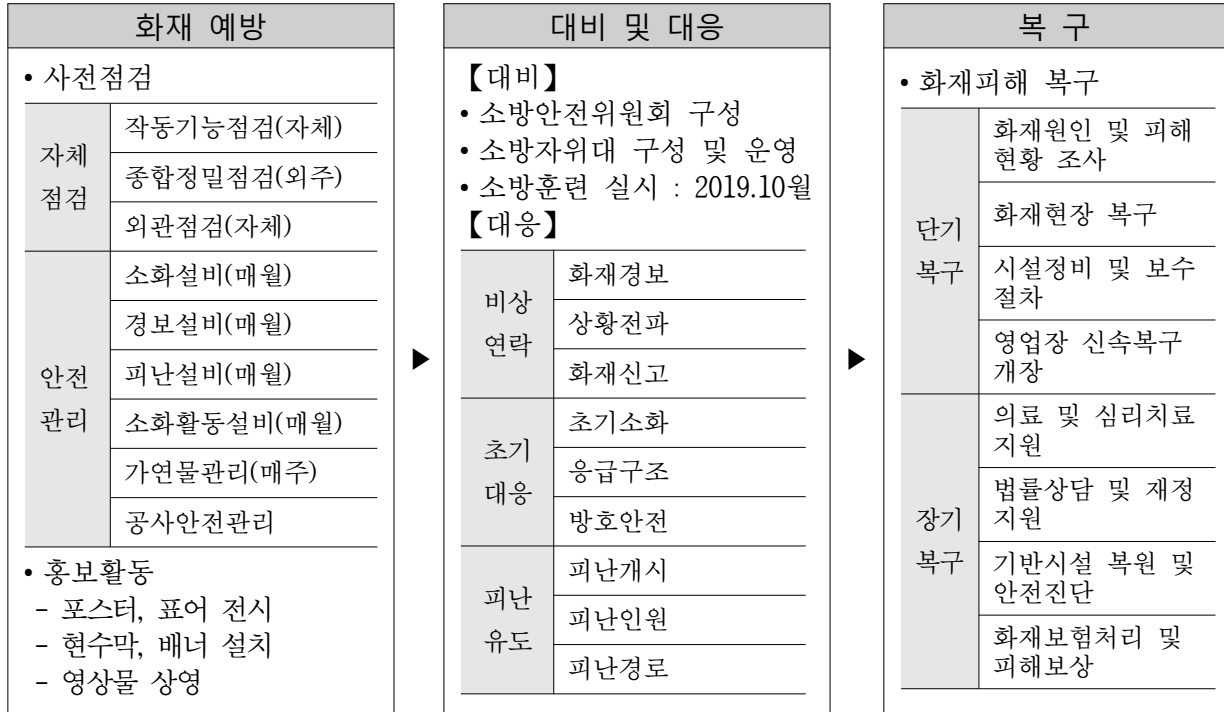 화재 예방
• 사전점검
자체
점검
작동기능점검(자체)
종합정밀점검(외주)
외관점검(자체)
안전
관리
소화설비(매월)
경보설비(매월)
피난설비(매월)
소화활동설비(매월)
가연물관리(매주)
공사안전관리
• 홍보활동
- 포스터, 표어 전시
- 현수막, 배너 설치
- 영상물 상영
▶
대비 및 대응
【대비】
• 소방안전위원회 구성
• 소방자위대 구성 및 운영
• 소방훈련 실시 : 2019.10월
【대응】
비상
연락
화재경보
상황전파
화재신고
초기
대응
초기소화
응급구조
방호안전
피난
유도
피난개시
피난인원
피난경로
▶
복 구
• 화재피해 복구
단기
복구
화재원인 및 피해
현황 조사
화재현장 복구
시설정비 및 보수
절차
영업장 신속복구
개장
장기
복구
의료 및 심리치료
지원
법률상담 및 재정
지원
기반시설 복원 및
안전진단
화재보험처리 및
피해보상